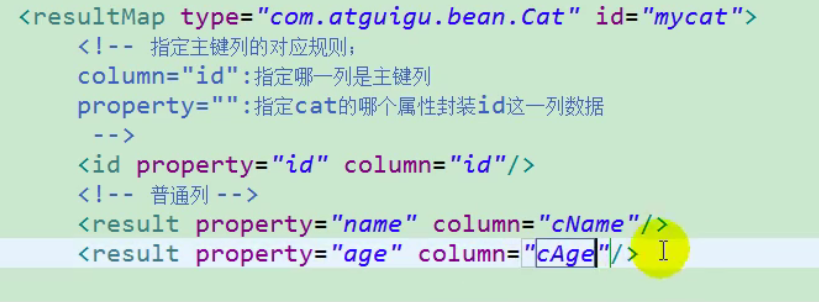 <resultMap type="com.atguigu.bean.Cat" id="mycat">
<!-- 指定主键列的对应规则;
column="id":指定哪一列是主键列
property="":指定cat的哪个属性封装id这一列数据
-->
<id property="id" column="id"/>
<!-- 普通列 -->
<result property="name" column="cName"/>
<result property="age" column="cAge"/>